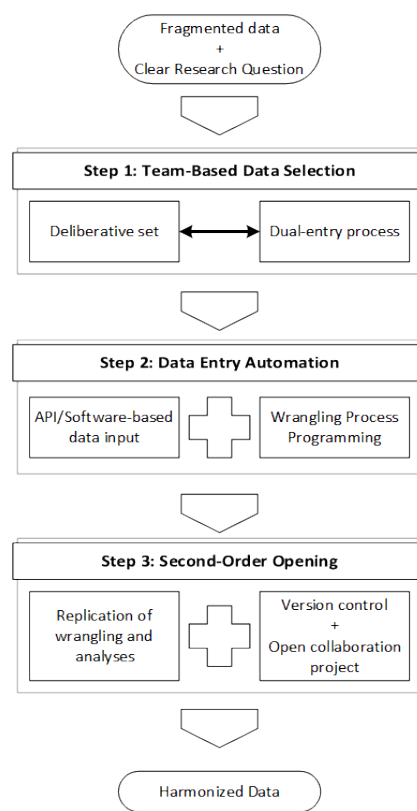 Fragmented data
+
Clear Research Question
Step 1: Team-Based Data Selection
Deliberative set
Dual-entry process
Step 2: Data Entry Automation
API/Software-based
data input
Wrangling Process
Programming
Step 3: Second-Order Opening
Replication of
wrangling and
analyses
Version control
+
Open collaboration
project
Harmonized Data